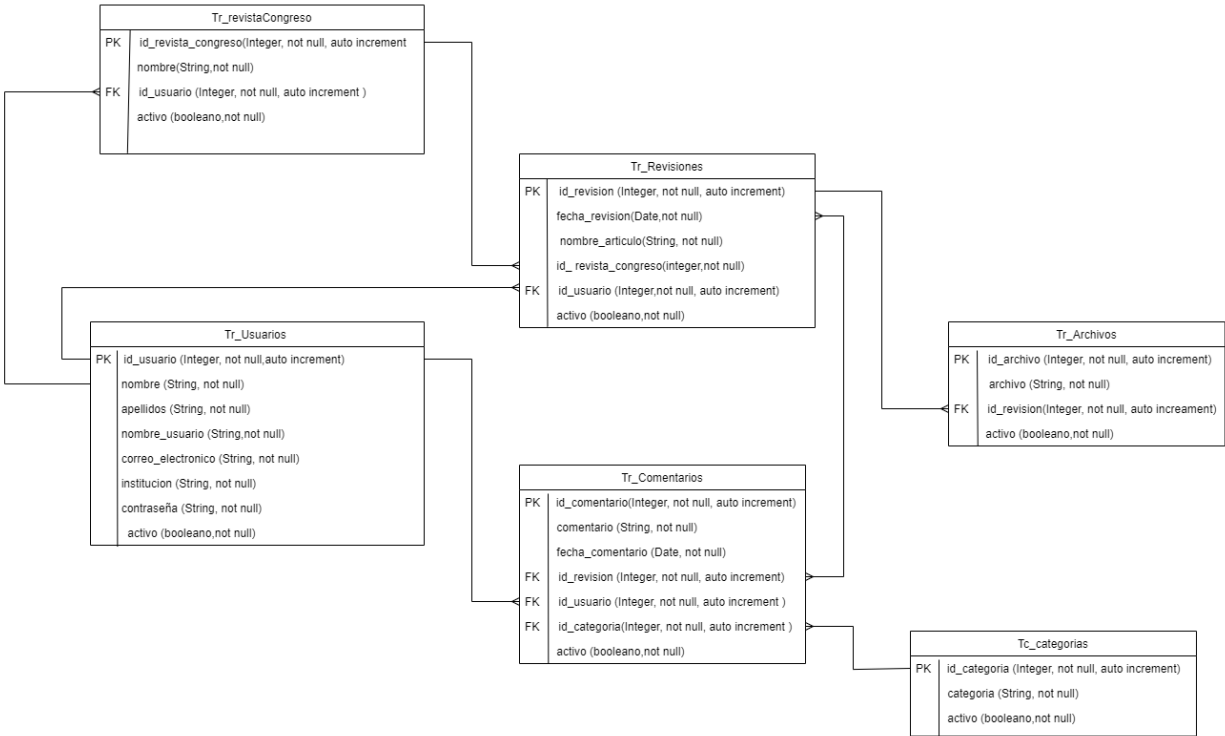 Tr_revistaCongreso
PK id_revista_congreso(Integer, not null, auto increment
nombre(String,not null)
FK id_usuario (Integer, not null, auto increment )
activo (booleano,not null)
Tr_Revisiones
PK id_revision (Integer, not null, auto increment)
fecha_revision(Date,not null)
nombre_articulo(String, not null)
id_ revista_congreso(integer,not null)
FK id_usuario (Integer,not null, auto increment)
activo (booleano,not null)
Tr_Usuarios
PK id_usuario (Integer, not null,auto increment)
nombre (String, not null)
apellidos (String, not null)
nombre_usuario (String,not null)
correo_electronico (String, not null)
institucion (String, not null)
contraseña (String, not null)
activo (booleano,not null)
Tr_Archivos
PK id_archivo (Integer, not null, auto increment)
archivo (String, not null)
FK id_revision(Integer, not null, auto increament)
activo (booleano,not null)
Tr_Comentarios
PK id_comentario(Integer, not null, auto increment)
comentario (String, not null)
fecha_comentario (Date, not null)
FK id_revision (Integer, not null, auto increment)
FK id_usuario (Integer, not null, auto increment )
FK id_categoria(Integer, not null, auto increment )
activo (booleano,not null)
Tc_categorias
PK id_categoria (Integer, not null, auto increment)
categoria (String, not null)
activo (booleano,not null)